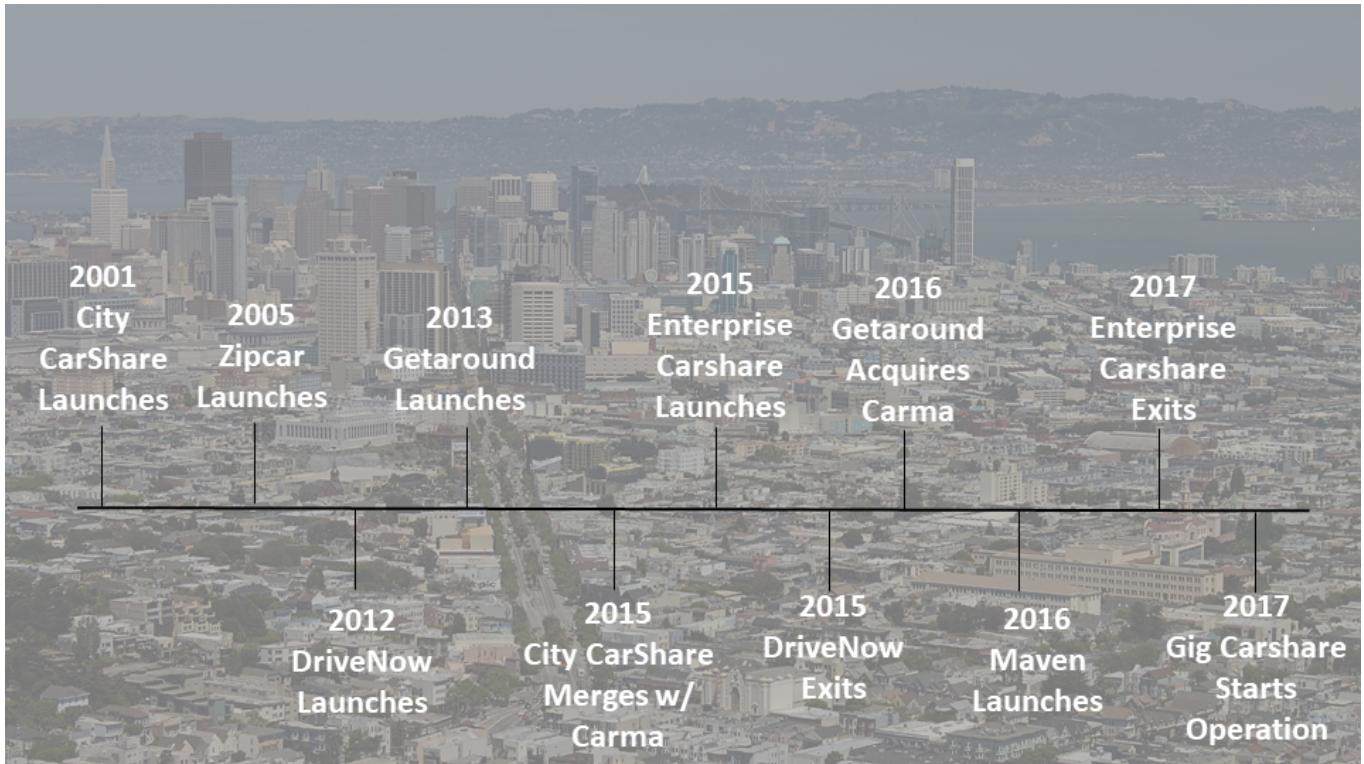 2001
City
CarShare
Launches
2005
Zipcar
Launches
2012
DriveNow
Launches
2013
Getaround
Launches
2015
City CarShare
Merges w/
Carma
2015
Enterprise
Carshare
Launches
2015
DriveNow
Exits
2016
Getaround
Acquires
Carma
2016
Maven
Launches
2017
Enterprise
Carshare
Exits
2017
Gig Carshare
Starts
Operation